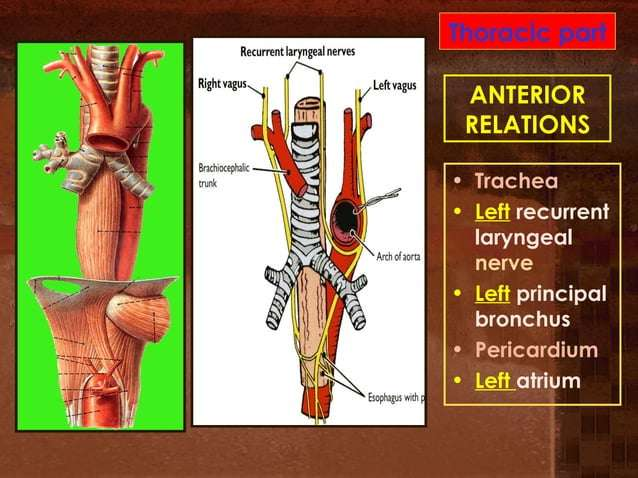 Thoracic part
ANTERIOR
RELATIONS
• Trachea
• Left recurrent
laryngeal
nerve
• Left principal
bronchus
• Pericardium
• Left atrium
Recurrent laryngeal nerves
Right vagus
Left vagus
Brachiocephalic
trunk
Arch of aorta
Esophagus with p